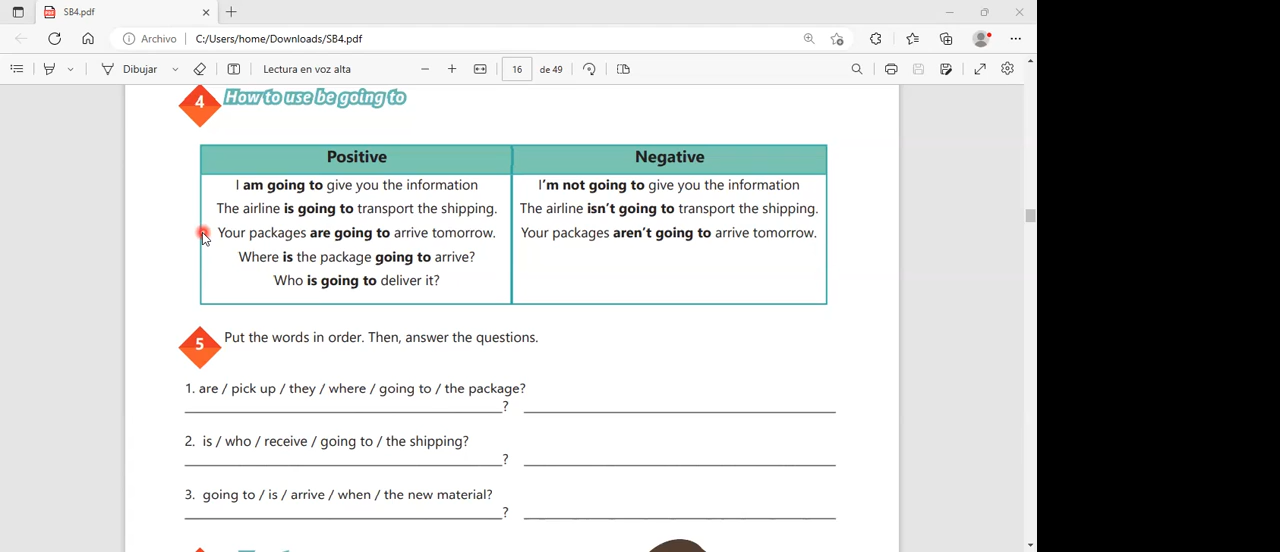 SB4.pdf
Archivo
C:/Users/home/Downloads/SB4.pdf
Dibujar
Lectura en voz alta
16
de 49
4
How to use be going to
Positive
Negative
I am going to give you the information
I'm not going to give you the information
The airline is going to transport the shipping.
The airline isn't going to transport the shipping.
Your packages are going to arrive tomorrow.
Your packages aren't going to arrive tomorrow.
Where is the package going to arrive?
Who is going to deliver it?
5
Put the words in order. Then, answer the questions.
1. are / pick up / they / where / going to / the package?
?
2. is / who / receive / going to / the shipping?
?
3. going to / is / arrive / when / the new material?
?